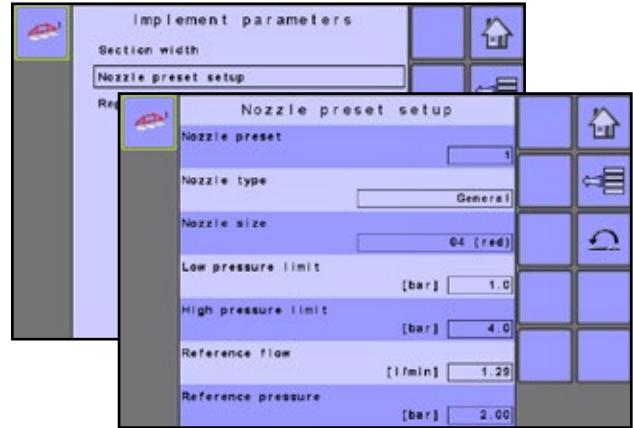 Implement parameters
Section width
Nozzle preset setup
Nozzle preset setup
Nozzle preset
1
Nozzle type
General
Nozzle size
04 (red)
Low pressure limit
[bar] 1.0
High pressure limit
[bar] 4.0
Reference flow
[l/min] 1.29
Reference pressure
[bar] 2.00